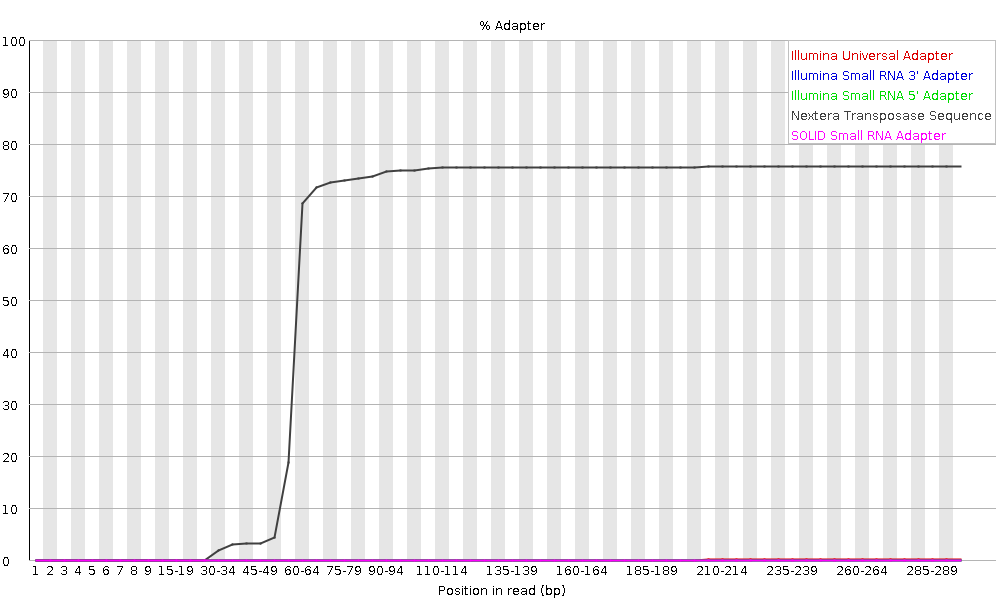 % Adapter
100
90
80
70
60
50
40
30
20
10
0
Illumina Universal Adapter
Illumina Small RNA 3' Adapter
Illumina Small RNA 5' Adapter
Nextera Transposase Sequence
SOLID Small RNA Adapter
1 2 3 4 5 6 7 8 9 15-19 30-34 45-49 60-64 75-79 90-94 110-114 135-139 160-164 185-189 210-214 235-239 260-264 285-289
Position in read (bp)